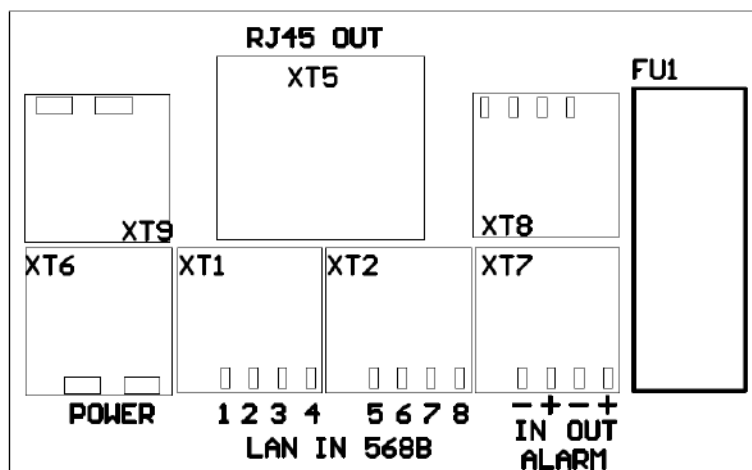 RJ45 OUT
XT5
FU1
XT9
XT8
XT6
XT1
XT2
XT7
POWER
1 2 3 4
5 6 7 8
- + - +
LAN IN 568B
IN OUT
ALARM